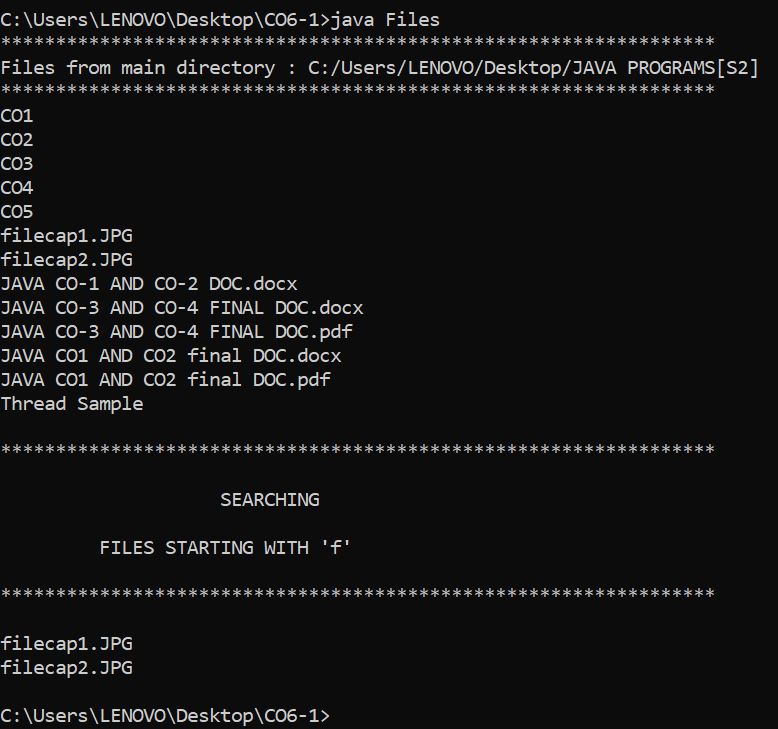 C:\Users\LENOVO\Desktop\CO6-1>java Files
*****************************************************************
Files from main directory : C:/Users/LENOVO/Desktop/JAVA PROGRAMS[S2]
*****************************************************************
CO1
CO2
CO3
CO4
CO5
filecap1.JPG
filecap2.JPG
JAVA CO-1 AND CO-2 DOC.docx
JAVA CO-3 AND CO-4 FINAL DOC.docx
JAVA CO-3 AND CO-4 FINAL DOC.pdf
JAVA CO1 AND CO2 final DOC.docx
JAVA CO1 AND CO2 final DOC.pdf
Thread Sample
*****************************************************************
SEARCHING
FILES STARTING WITH 'f'
*****************************************************************
filecap1.JPG
filecap2.JPG
C:\Users\LENOVO\Desktop\CO6-1>